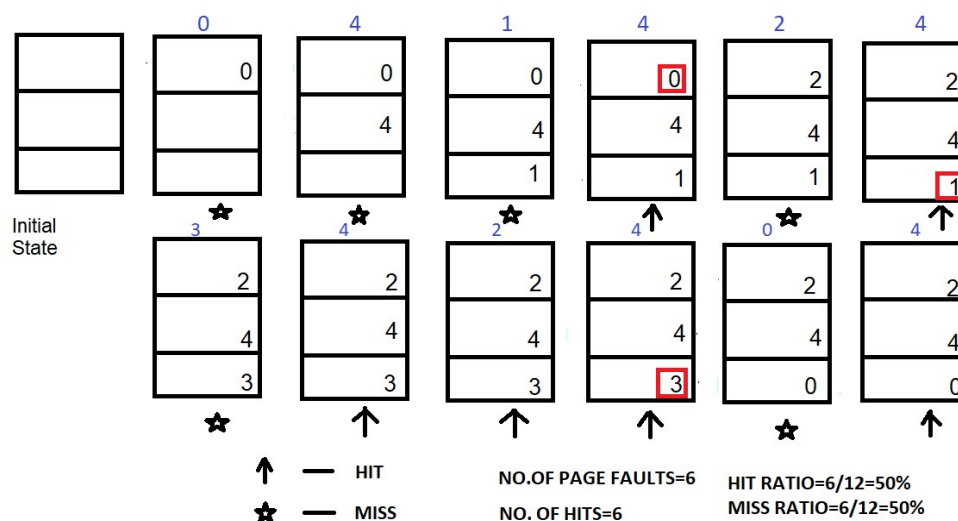 0 4 1 4 2 4
0 0 0 0 2 2
4 4 4 4 4
1 1 1 1
Initial
State
3 4 2 4 0 4
2 2 2 2 2 2
4 4 4 4 4 4
3 3 3 3 0 0
— HIT
— MISS
NO.OF PAGE FAULTS=6
NO. OF HITS=6
HIT RATIO=6/12=50%
MISS RATIO=6/12=50%